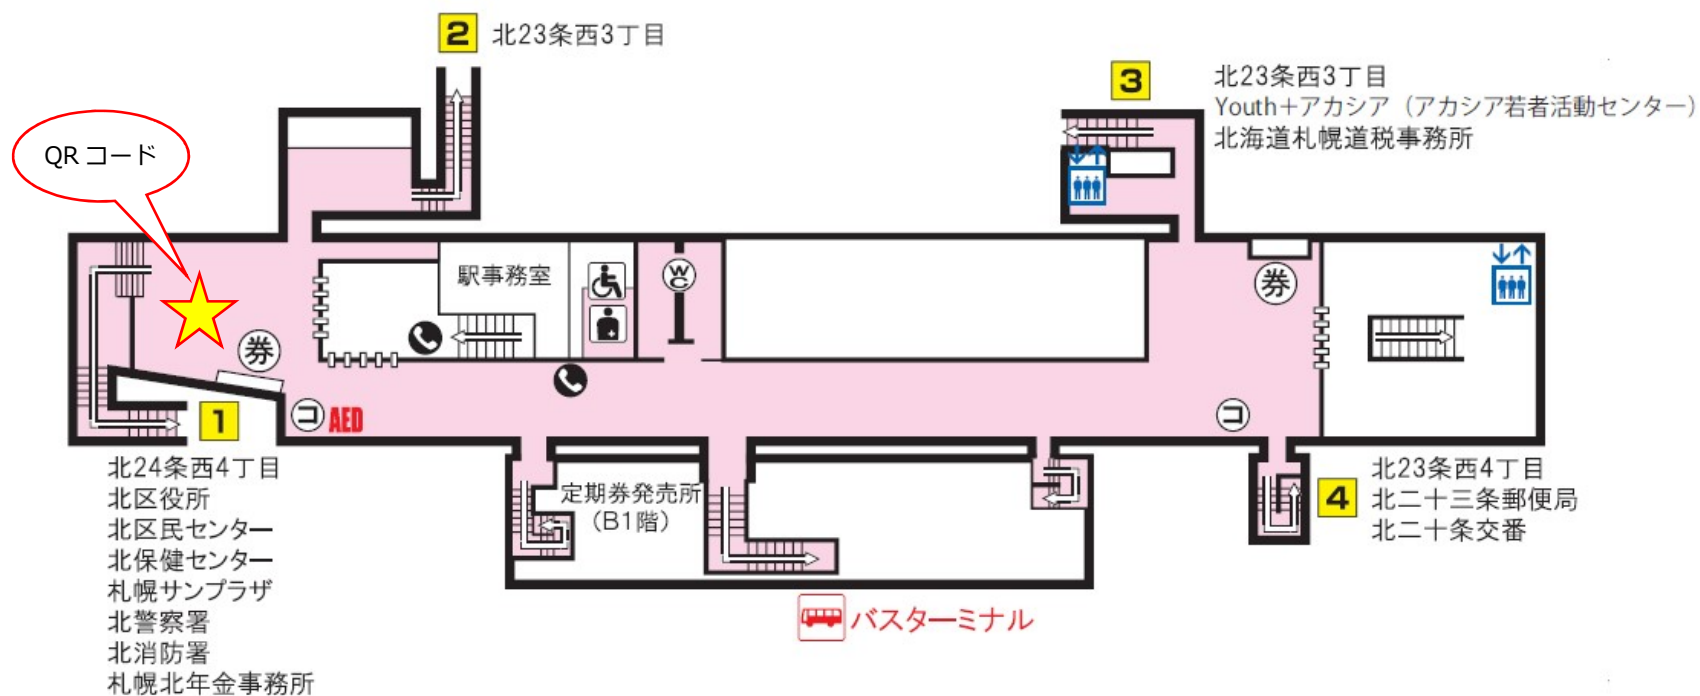 2 北23条西3丁目
3 北23条西3丁目
Youth+アカシア（アカシア若者活動センター）
北海道札幌道税事務所
QRコード
駅事務室
WC
券
券
コ
AED
コ
1
北24条西4丁目
北区役所
北区民センター
北保健センター
札幌サンプラザ
北警察署
北消防署
札幌北年金事務所
定期券発売所
（B1階）
4
北23条西4丁目
北二十三条郵便局
北二十条交番
バスターミナル